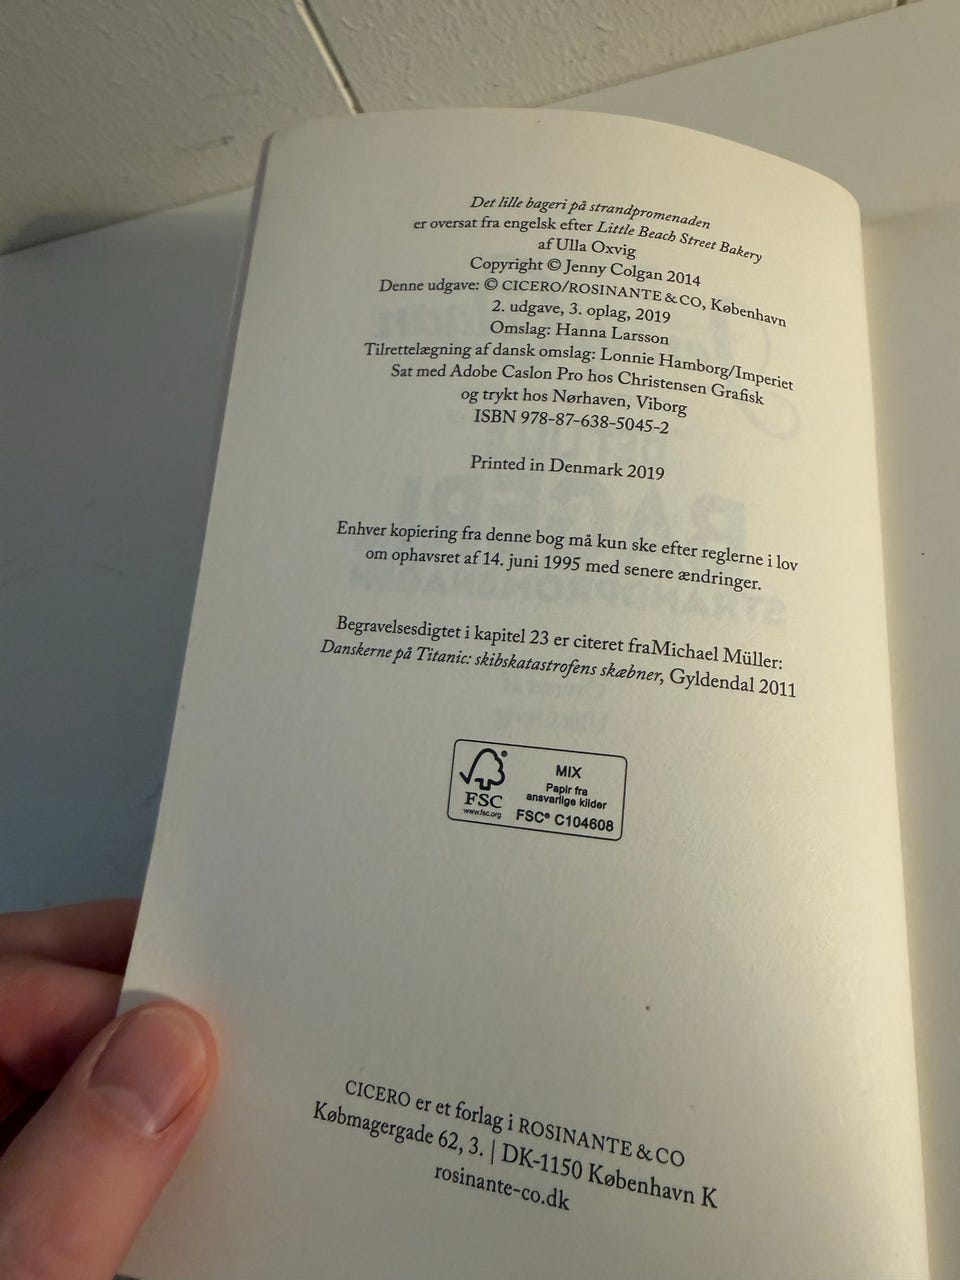 Det lille bageri på strandpromenaden
er oversat fra engelsk efter Little Beach Street Bakery
af Ulla Oxvig
Copyright © Jenny Colgan 2014
Denne udgave: © CICERO/ROSINANTE & CO, København
2. udgave, 3. oplag, 2019
Omslag: Hanna Larsson
Tilrettelægning af dansk omslag: Lonnie Hamborg/Imperiet
Sat med Adobe Caslon Pro hos Christensen Grafisk
og trykt hos Nørhaven, Viborg
ISBN 978-87-638-5045-2
Printed in Denmark 2019
Enhver kopiering fra denne bog må kun ske efter reglerne i lov
om ophavsret af 14. juni 1995 med senere ændringer.
Begravelsesdigtet i kapitel 23 er citeret fraMichael Müller:
Danskerne på Titanic: skibskatastrofens skæbner, Gyldendal 2011
FSC
www.fsc.org
MIX
Papir fra
ansvarlige kilder
FSC® C104608
CICERO er et forlag i ROSINANTE & CO
Købmagergade 62, 3. | DK-1150 København K
rosinante-co.dk